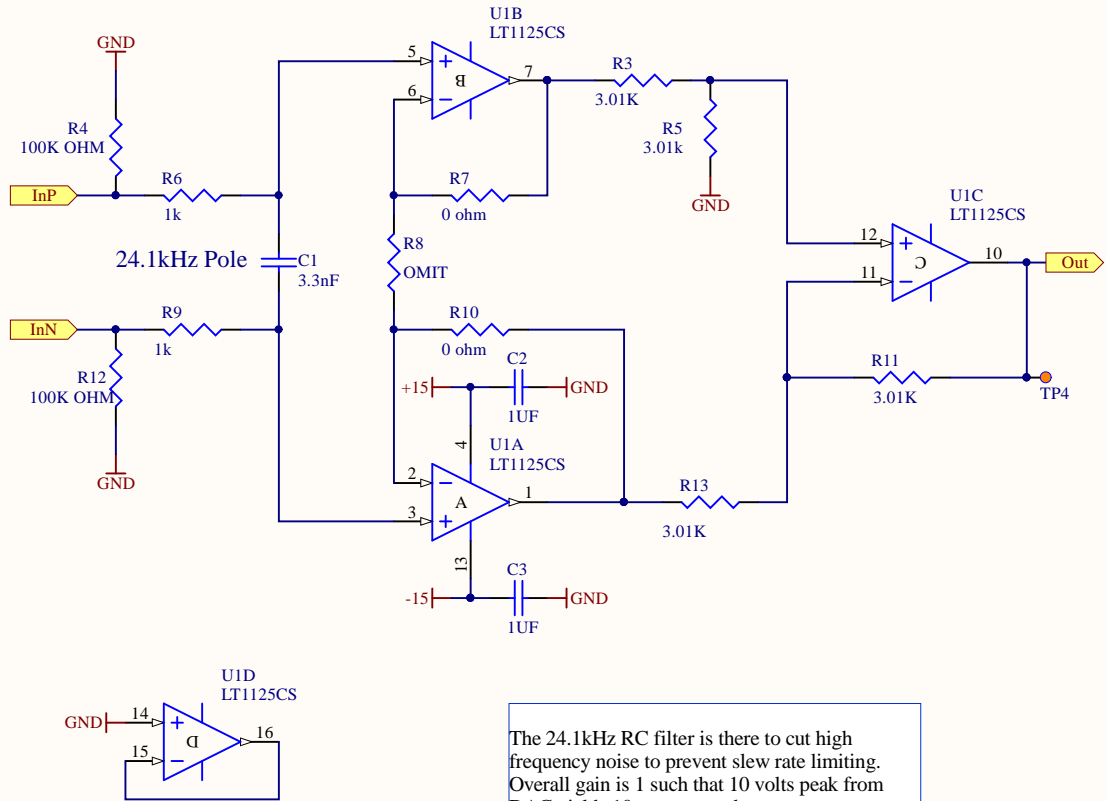 U1B
LT1125CS
GND
5
6
7
B
R3
3.01K
R4
100K OHM
R5
3.01k
GND
InP
R6
1k
R7
0 ohm
U1C
LT1125CS
12
11
10
C
Out
R8
OMIT
24.1kHz Pole
C1
3.3nF
InN
R9
1k
R10
0 ohm
R12
100K OHM
C2
+15
GND
1UF
R11
3.01K
TP4
4
U1A
LT1125CS
GND
2
3
1
A
R13
3.01K
13
C3
-15
GND
1UF
U1D
LT1125CS
GND
14
15
16
D
The 24.1kHz RC filter is there to cut high
frequency noise to prevent slew rate limiting.
Overall gain is 1 such that 10 volts peak from